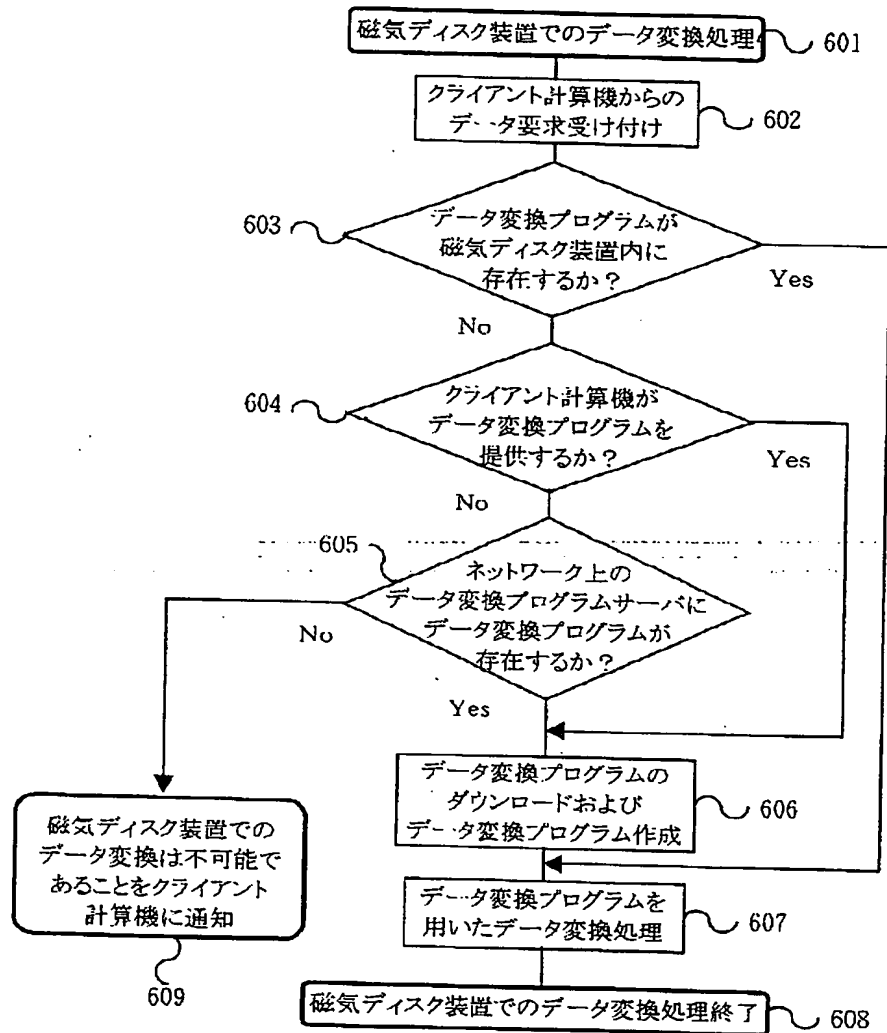 磁気ディスク装置でのデータ変換処理
601
クライアント計算機からの
データ要求受け付け
602
603
データ変換プログラムが
磁気ディスク装置内に
存在するか?
Yes
No
604
クライアント計算機が
データ変換プログラムを
提供するか?
Yes
No
605
ネットワーク上の
データ変換プログラムサーバに
データ変換プログラムが
存在するか?
No
Yes
データ変換プログラムの
ダウンロードおよび
データ変換プログラム作成
606
磁気ディスク装置での
データ変換は不可能で
あることをクライアント
計算機に通知
609
データ変換プログラムを
用いたデータ変換処理
607
磁気ディスク装置でのデータ変換処理終了
608